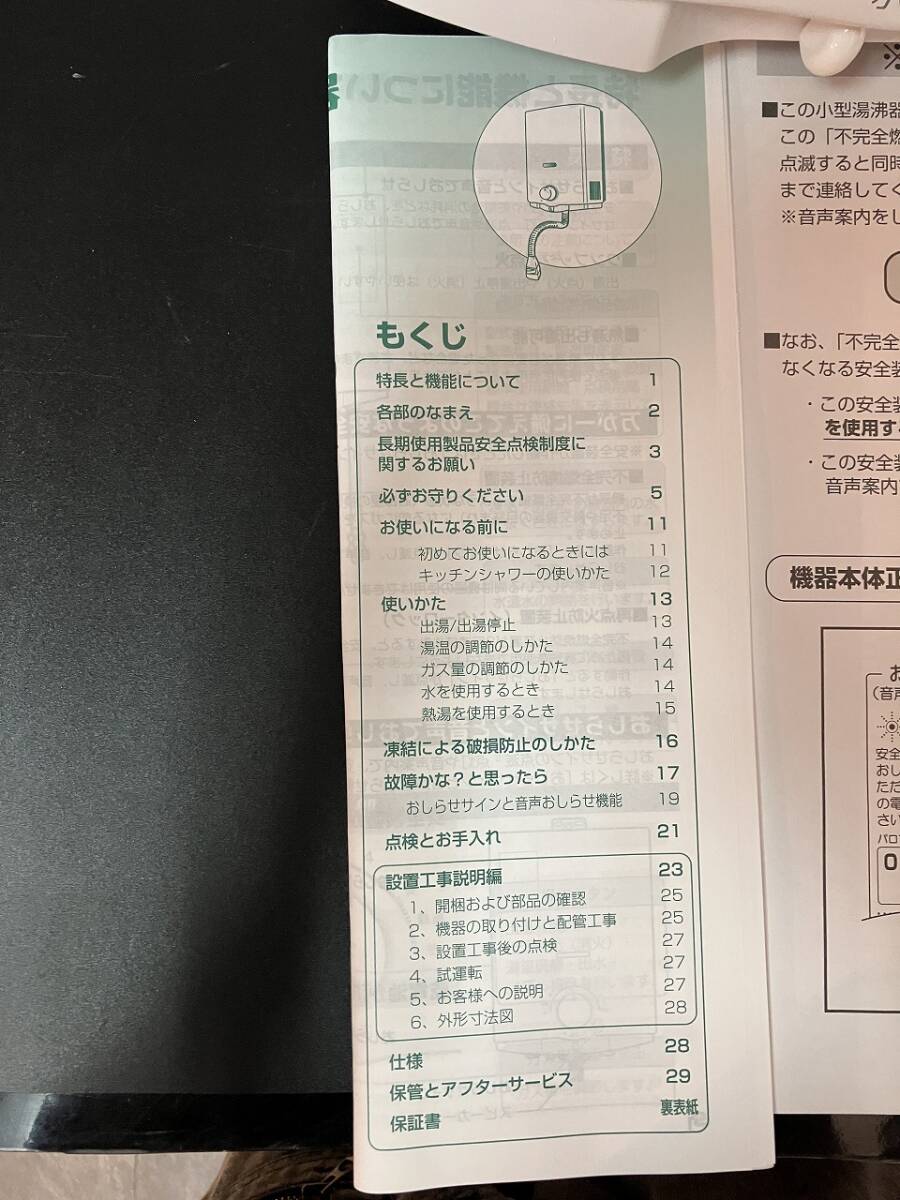 もくじ
特長と機能について 1
各部のなまえ 2
長期使用製品安全点検制度に
関するお願い 3
必ずお守りください 5
お使いになる前に 11
初めてお使いになるときには 11
キッチンシャワーの使いかた 12
使いかた 13
出湯/出湯停止 13
湯温の調節のしかた 14
ガス量の調節のしかた 14
水を使用するとき 14
熱湯を使用するとき 15
凍結による破損防止のしかた 16
故障かな？と思ったら 17
おしらせサインと音声おしらせ機能 19
点検とお手入れ 21
設置工事説明編 23
1、開梱および部品の確認 25
2、機器の取り付けと配管工事 25
3、設置工事後の点検 27
4、試運転 27
5、お客様への説明 27
6、外形寸法図 28
仕様 28
保管とアフターサービス 29
保証書 裏表紙
※
■この小型湯沸器
この「不完全燃
点滅すると同時
まで連絡してく
※音声案内をし
■なお、「不完全
なくなる安全装
・この安全装
を使用す
・この安全装
音声案内
機器本体正
お
（音声
安全
おし
ただ
の電
さい
パロ
0